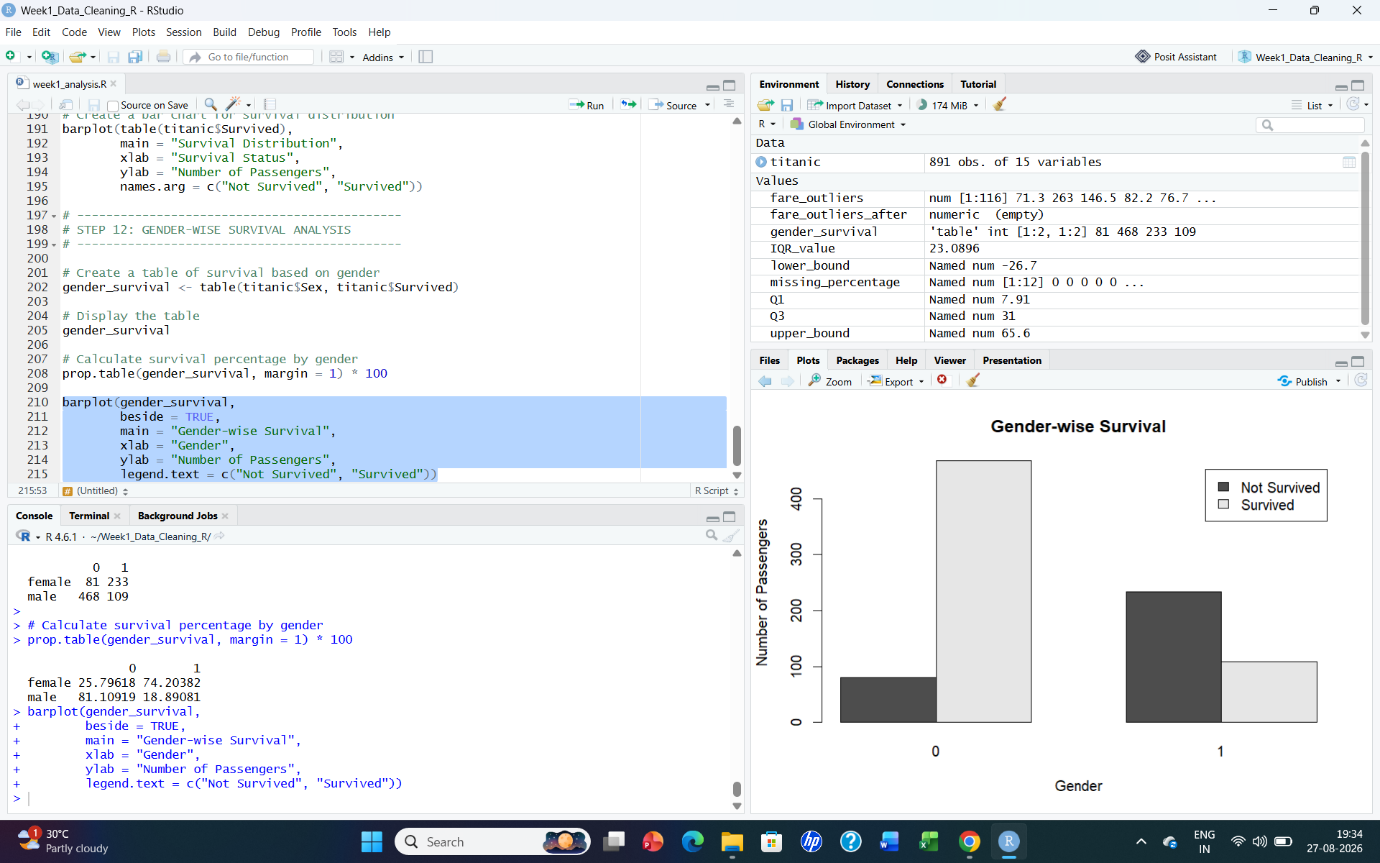 Week1_Data_Cleaning_R - RStudio
File Edit Code View Plots Session Build Debug Profile Tools Help
Go to file/function Addins Posit Assistant Week1_Data_Cleaning_R
week1_analysis.R
Source on Save Run Source
190 # Create a bar chart for survival distribution
191 barplot(table(titanic$Survived),
192 main = "Survival Distribution",
193 xlab = "Survival Status",
194 ylab = "Number of Passengers",
195 names.arg = c("Not Survived", "Survived"))
196
197 # ---------------------------------------------
198 # STEP 12: GENDER-WISE SURVIVAL ANALYSIS
199 # ---------------------------------------------
200
201 # Create a table of survival based on gender
202 gender_survival <- table(titanic$Sex, titanic$Survived)
203
204 # Display the table
205 gender_survival
206
207 # Calculate survival percentage by gender
208 prop.table(gender_survival, margin = 1) * 100
209
210 barplot(gender_survival,
211 beside = TRUE,
212 main = "Gender-wise Survival",
213 xlab = "Gender",
214 ylab = "Number of Passengers",
215 legend.text = c("Not Survived", "Survived"))
215:53 # (Untitled) R Script
Console Terminal Background Jobs
R R 4.6.1 · ~/Week1_Data_Cleaning_R/
0 1
female 81 233
male 468 109
>
> # Calculate survival percentage by gender
> prop.table(gender_survival, margin = 1) * 100
0 1
female 25.79618 74.20382
male 81.10919 18.89081
> barplot(gender_survival,
+ beside = TRUE,
+ main = "Gender-wise Survival",
+ xlab = "Gender",
+ ylab = "Number of Passengers",
+ legend.text = c("Not Survived", "Survived"))
>
Environment History Connections Tutorial
Import Dataset 174 MiB List
R Global Environment
Data
titanic 891 obs. of 15 variables
Values
fare_outliers num [1:116] 71.3 263 146.5 82.2 76.7 ...
fare_outliers_after numeric (empty)
gender_survival 'table' int [1:2, 1:2] 81 468 233 109
IQR_value 23.0896
lower_bound Named num -26.7
missing_percentage Named num [1:12] 0 0 0 0 0 ...
Q1 Named num 7.91
Q3 Named num 31
upper_bound Named num 65.6
Files Plots Packages Help Viewer Presentation
Zoom Export Publish
Gender-wise Survival
Not Survived
Survived
Number of Passengers
400
300
200
100
0
0 1
Gender
1
30°C
Partly cloudy
Search
ENG
IN
19:34
27-08-2026